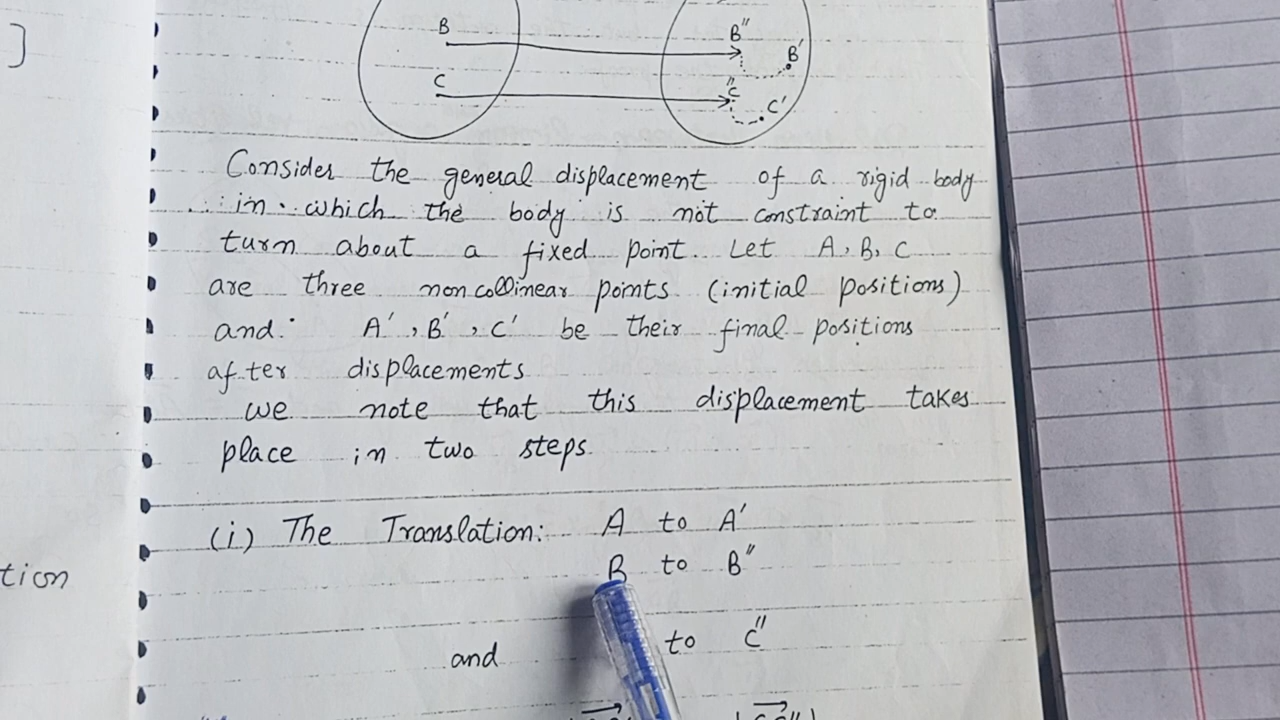 ]
B B″ B′
C ″C C′
Consider the general displacement of a rigid body
in which the body is not constraint to
turn about a fixed point. Let A, B, C
are three noncollinear points (initial positions)
and A′, B′, C′ be their final positions
after displacements
we note that this displacement takes
place in two steps.
(i) The Translation: A to A′
B to B″
tion
and to C″